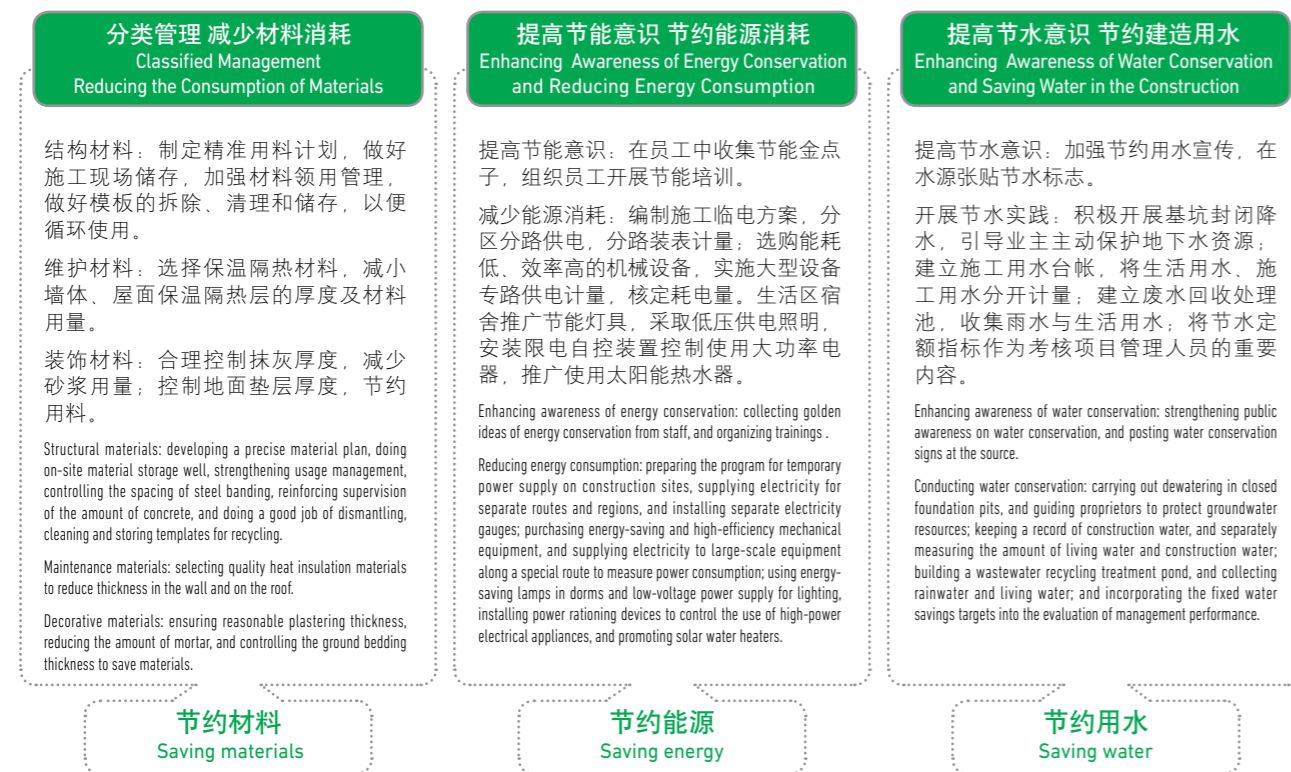 分类管理 减少材料消耗
Classified Management
Reducing the Consumption of Materials
结构材料：制定精准用料计划，做好
施工现场储存，加强材料领用管理，
做好模板的拆除、清理和储存，以便
循环使用。
维护材料：选择保温隔热材料，减小
墙体、屋面保温隔热层的厚度及材料
用量。
装饰材料：合理控制抹灰厚度，减少
砂浆用量；控制地面垫层厚度，节约
用料。
Structural materials: developing a precise material plan, doing
on-site material storage well, strengthening usage management,
controlling the spacing of steel banding, reinforcing supervision
of the amount of concrete, and doing a good job of dismantling,
cleaning and storing templates for recycling.
Maintenance materials: selecting quality heat insulation materials
to reduce thickness in the wall and on the roof.
Decorative materials: ensuring reasonable plastering thickness,
reducing the amount of mortar, and controlling the ground bedding
thickness to save materials.
节约材料
Saving materials
提高节能意识 节约能源消耗
Enhancing Awareness of Energy Conservation
and Reducing Energy Consumption
提高节能意识：在员工中收集节能金点
子，组织员工开展节能培训。
减少能源消耗：编制施工临电方案，分
区分路供电，分路装表计量；选购能耗
低、效率高的机械设备，实施大型设备
专路供电计量，核定耗电量。生活区宿
舍推广节能灯具，采取低压供电照明，
安装限电自控装置控制使用大功率电
器，推广使用太阳能热水器。
Enhancing awareness of energy conservation: collecting golden
ideas of energy conservation from staff, and organizing trainings .
Reducing energy consumption: preparing the program for temporary
power supply on construction sites, supplying electricity for
separate routes and regions, and installing separate electricity
gauges; purchasing energy-saving and high-efficiency mechanical
equipment, and supplying electricity to large-scale equipment
along a special route to measure power consumption; using energy-
saving lamps in dorms and low-voltage power supply for lighting,
installing power rationing devices to control the use of high-power
electrical appliances, and promoting solar water heaters.
节约能源
Saving energy
提高节水意识 节约建造用水
Enhancing Awareness of Water Conservation
and Saving Water in the Construction
提高节水意识：加强节约用水宣传，在
水源张贴节水标志。
开展节水实践：积极开展基坑封闭降
水，引导业主主动保护地下水资源；
建立施工用水台帐，将生活用水、施
工用水分开计量；建立废水回收处理
池，收集雨水与生活用水；将节水定
额指标作为考核项目管理人员的重要
内容。
Enhancing awareness of water conservation: strengthening public
awareness on water conservation, and posting water conservation
signs at the source.
Conducting water conservation: carrying out dewatering in closed
foundation pits, and guiding proprietors to protect groundwater
resources; keeping a record of construction water, and separately
measuring the amount of living water and construction water;
building a wastewater recycling treatment pond, and collecting
rainwater and living water; and incorporating the fixed water
savings targets into the evaluation of management performance.
节约用水
Saving water